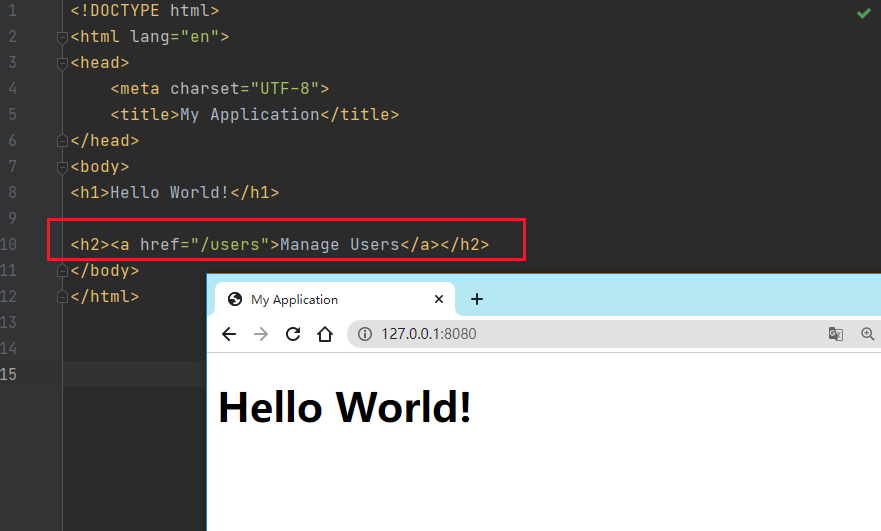 1 <!DOCTYPE html>
2 <html lang="en">
3 <head>
4     <meta charset="UTF-8">
5     <title>My Application</title>
6 </head>
7 <body>
8 <h1>Hello World!</h1>
9
10 <h2><a href="/users">Manage Users</a></h2>
11 </body>
12 </html>
13
14
15
My Application
127.0.0.1:8080
Hello World!